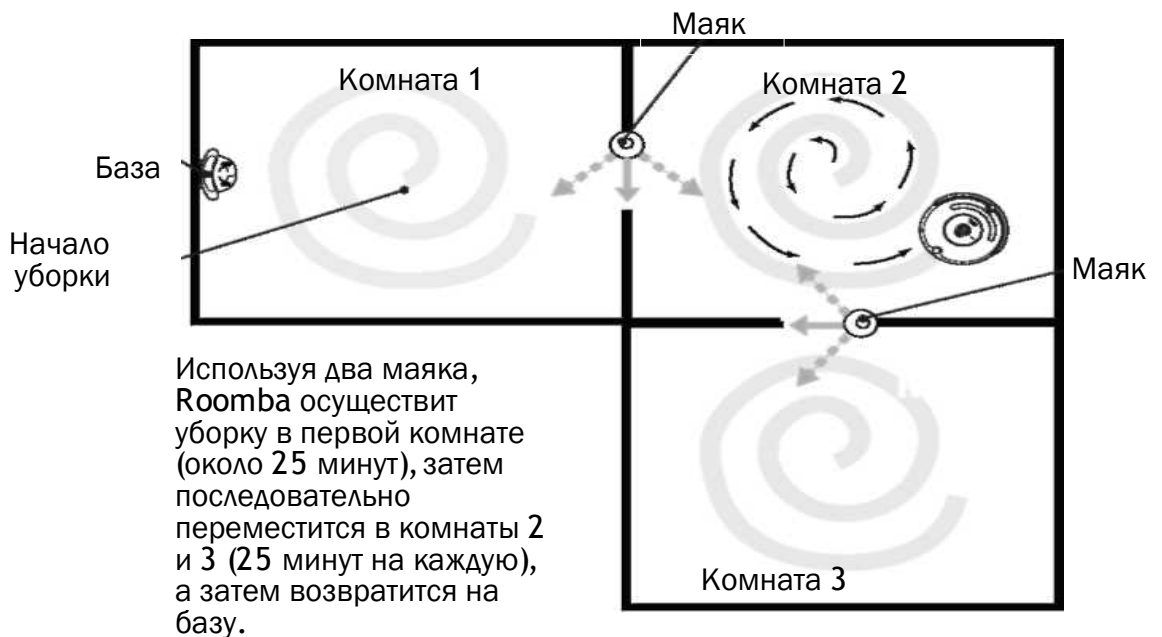 Маяк
Комната 1
Комната 2
База
Начало
уборки
Маяк
Используя два маяка,
Roomba осуществит
уборку в первой комнате
(около 25 минут), затем
последовательно
переместится в комнаты 2
и 3 (25 минут на каждую),
а затем возвратится на
базу.
Комната 3